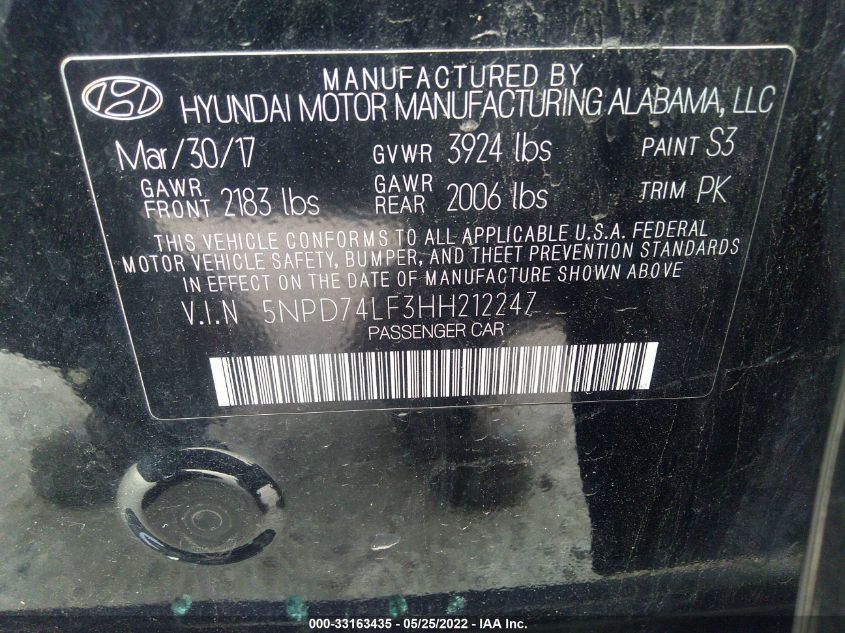 MANUFACTURED BY
HYUNDAI MOTOR MANUFACTURING ALABAMA, LLC
Mar/30/17 GVWR 3924 lbs PAINT S3
GAWR FRONT 2183 lbs GAWR REAR 2006 lbs TRIM PK
THIS VEHICLE CONFORMS TO ALL APPLICABLE U.S.A. FEDERAL
MOTOR VEHICLE SAFETY, BUMPER, AND THEFT PREVENTION STANDARDS
IN EFFECT ON THE DATE OF MANUFACTURE SHOWN ABOVE
V.I.N 5NPD74LF3HH212247
PASSENGER CAR
000-33163435 - 05/25/2022 - IAA Inc.